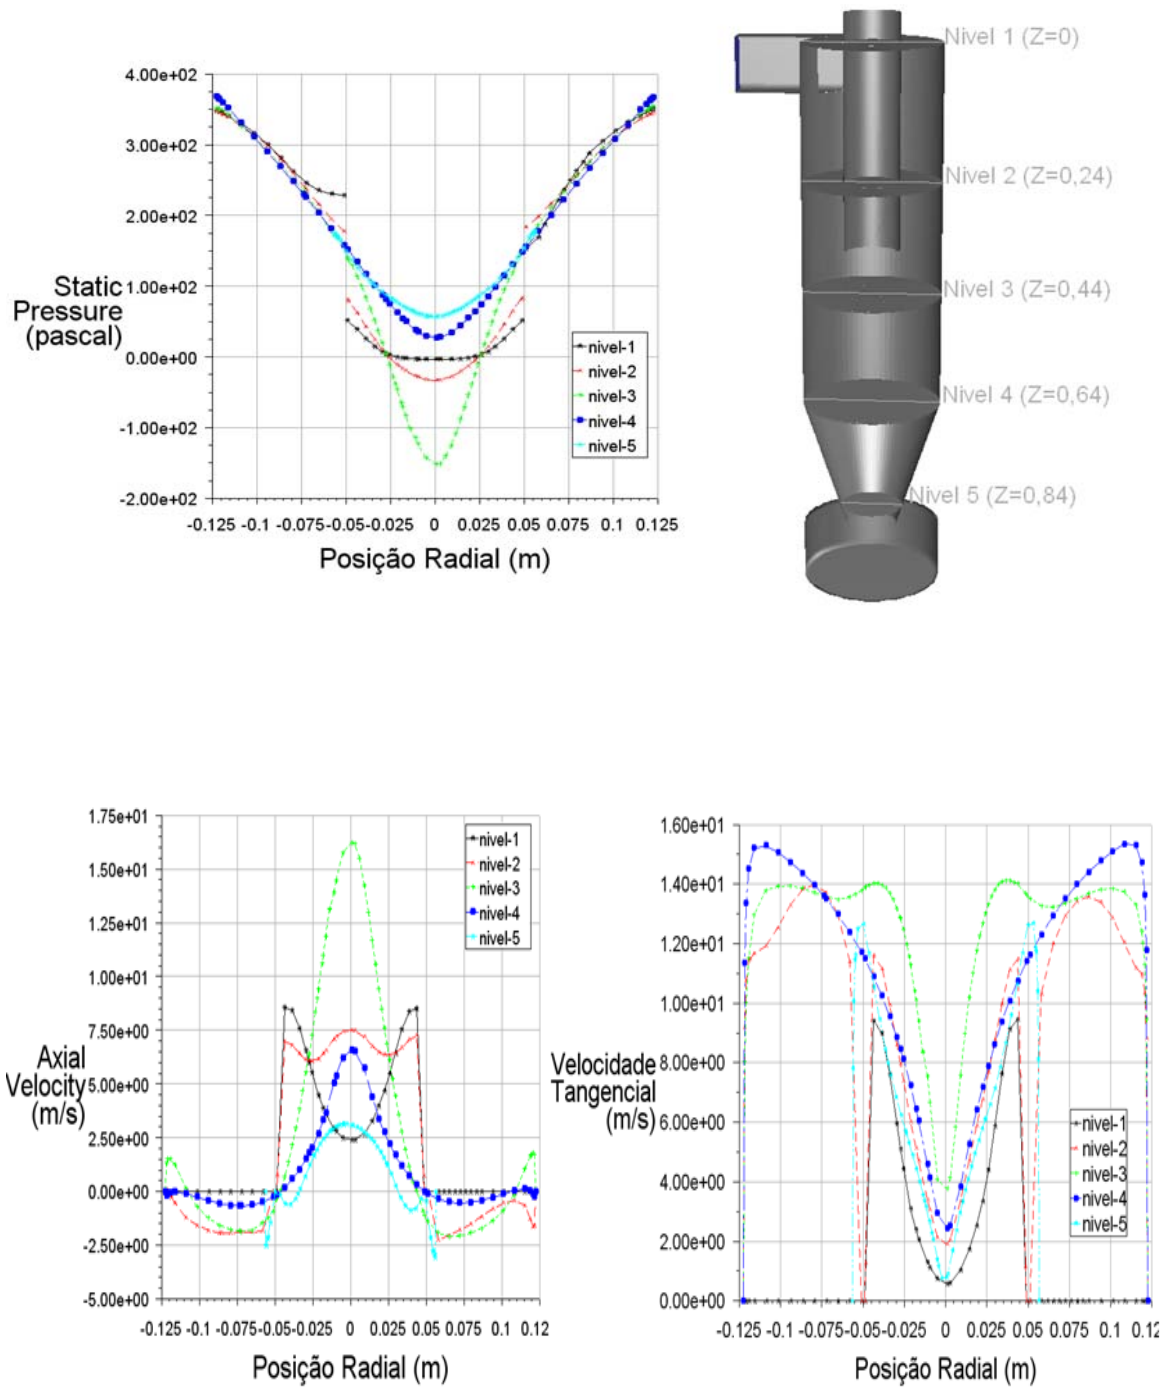 Nivel 1 (Z=0)
Nivel 2 (Z=0,24)
Nivel 3 (Z=0,44)
Nivel 4 (Z=0,64)
Nivel 5 (Z=0,84)
4.00e+02
3.00e+02
2.00e+02
1.00e+02
0.00e+00
-1.00e+02
-2.00e+02
Static
Pressure
(pascal)
nivel-1
nivel-2
nivel-3
nivel-4
nivel-5
-0.125 -0.1 -0.075 -0.05 -0.025 0 0.025 0.05 0.075 0.1 0.125
Posição Radial (m)
1.75e+01
1.50e+01
1.25e+01
1.00e+01
7.50e+00
5.00e+00
2.50e+00
0.00e+00
-2.50e+00
-5.00e+00
Axial
Velocity
(m/s)
nivel-1
nivel-2
nivel-3
nivel-4
nivel-5
-0.125 -0.1 -0.075 -0.05 -0.025 0 0.025 0.05 0.075 0.1 0.12
Posição Radial (m)
1.60e+01
1.40e+01
1.20e+01
1.00e+01
8.00e+00
6.00e+00
4.00e+00
2.00e+00
0.00e+00
Velocidade
Tangencial
(m/s)
nivel-1
nivel-2
nivel-3
nivel-4
nivel-5
-0.125 -0.1 -0.075 -0.05 -0.025 0 0.025 0.05 0.075 0.1 0.12
Posição Radial (m)